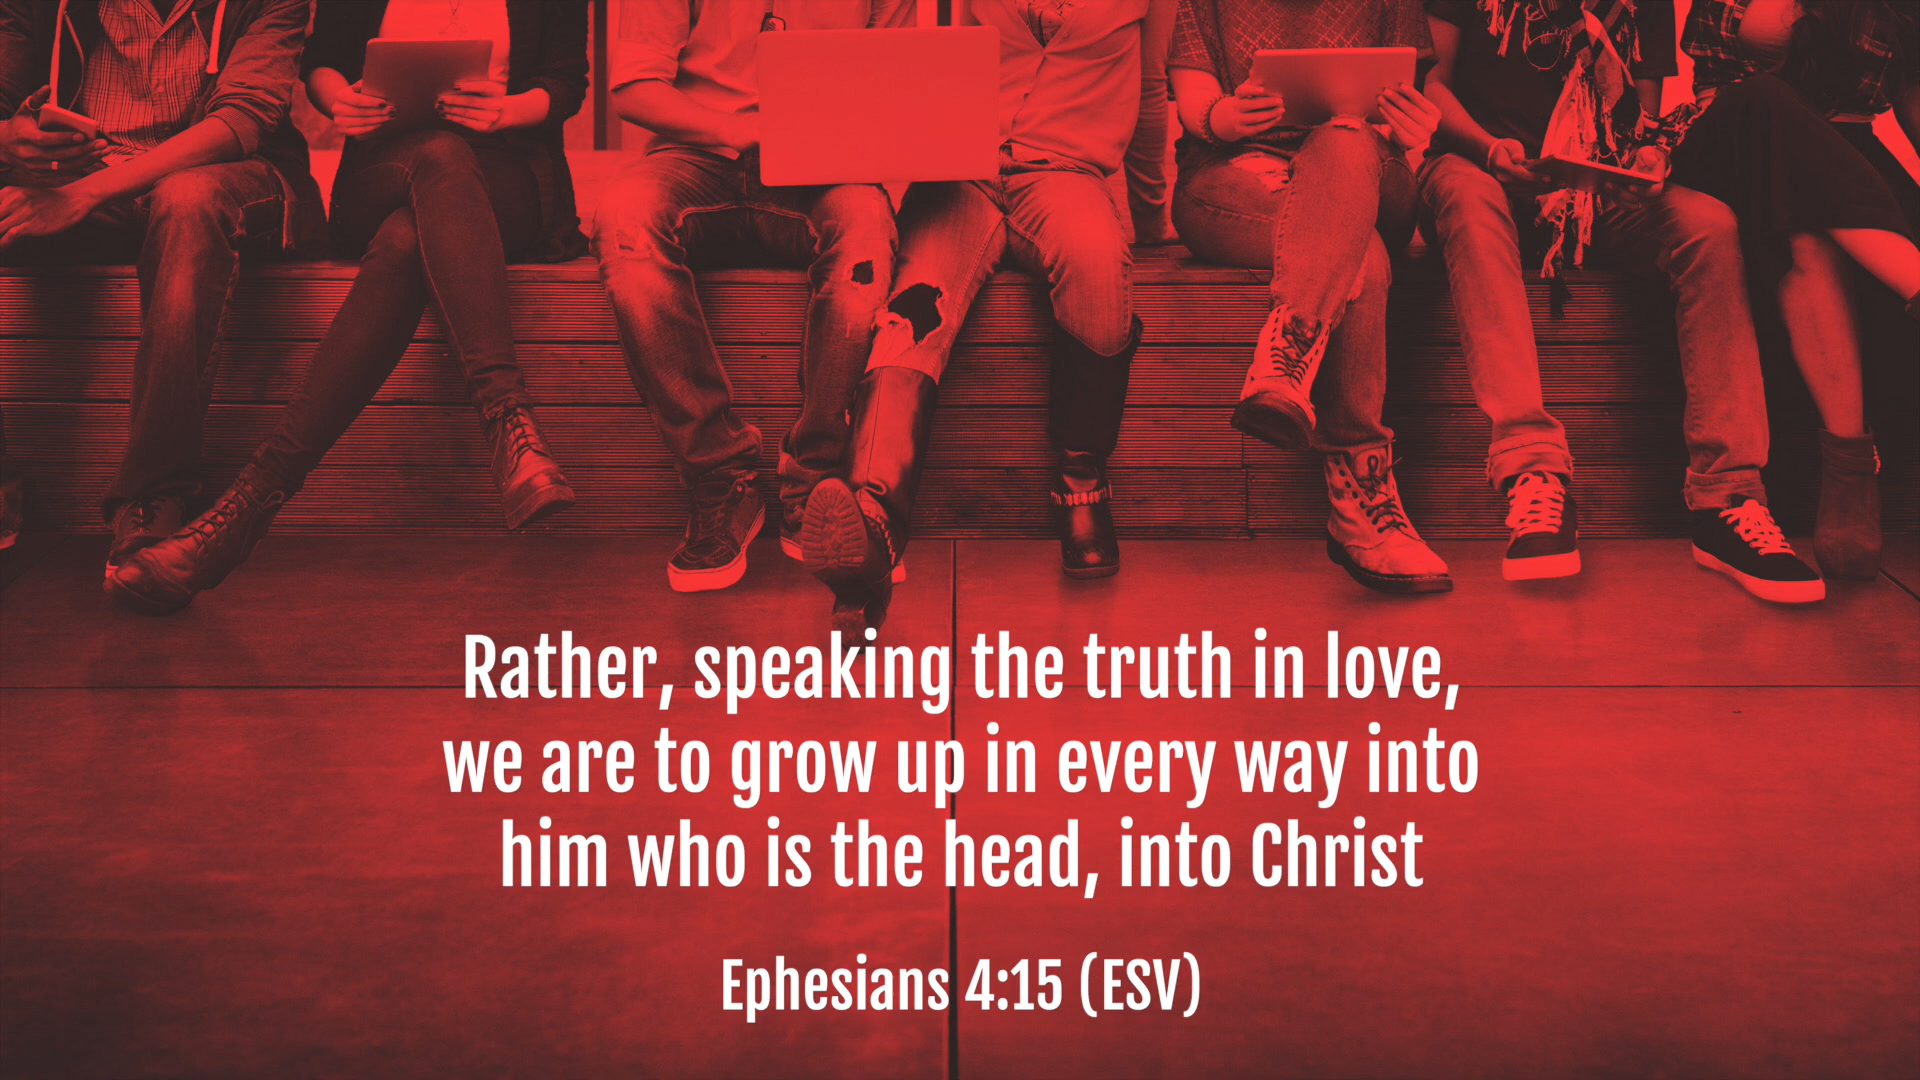 Rather, speaking the truth in love,
we are to grow up in every way into
him who is the head, into Christ
Ephesians 4:15 (ESV)